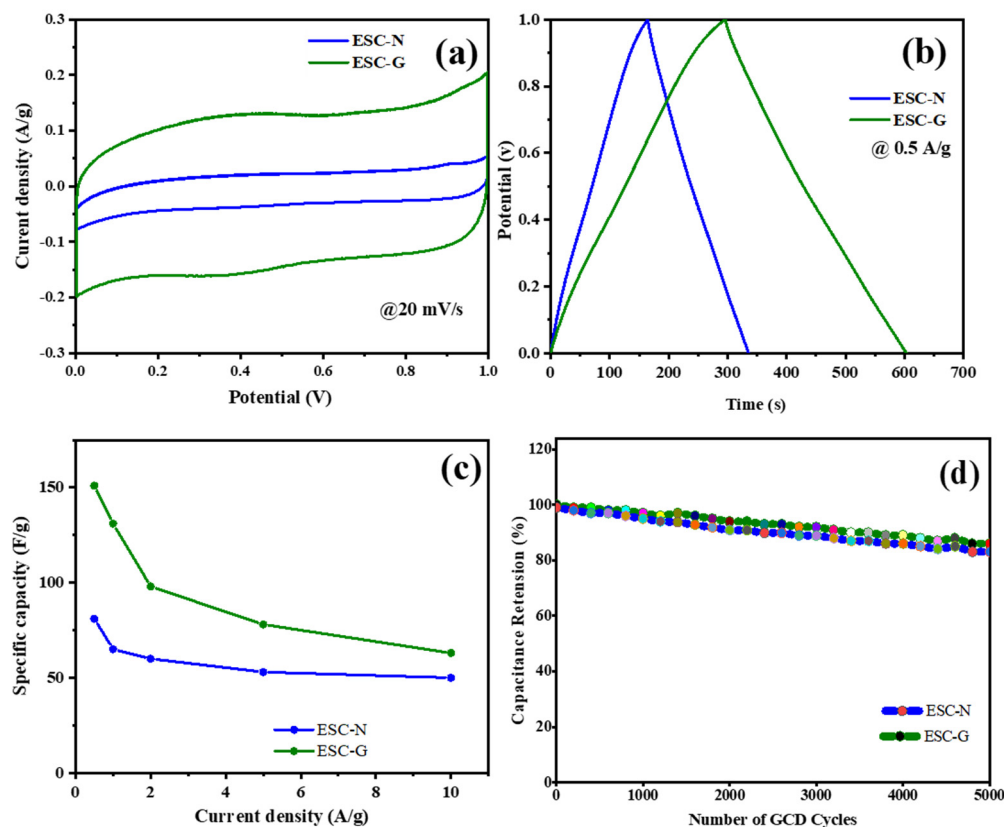 (a)
ESC-N
ESC-G
@20 mV/s
Curent density (A/g)
0.3
0.2
0.1
0.0
-0.1
-0.2
-0.3
0.0 0.2 0.4 0.6 0.8 1.0
Potential (V)
(b)
ESC-N
ESC-G
@ 0.5 A/g
Potential (v)
1.0
0.8
0.6
0.4
0.2
0.0
0 100 200 300 400 500 600 700
Time (s)
(c)
Specific capacity (F/g)
150
100
50
0
ESC-N
ESC-G
0 2 4 6 8 10
Current density (A/g)
(d)
Capacitance Retention (%)
120
100
80
60
40
20
0
ESC-N
ESC-G
0 1000 2000 3000 4000 5000
Number of GCD Cycles